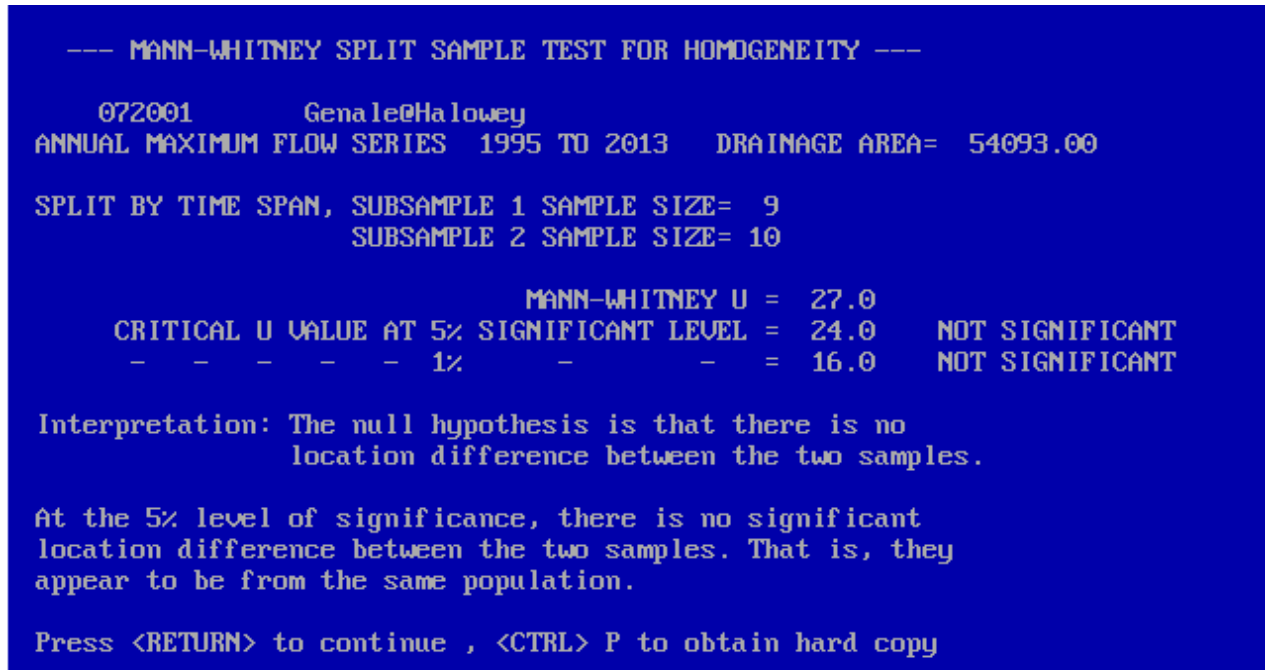 --- MANN-WHITNEY SPLIT SAMPLE TEST FOR HOMOGENEITY ---
072001 Genale@Halowey
ANNUAL MAXIMUM FLOW SERIES 1995 TO 2013 DRAINAGE AREA= 54093.00
SPLIT BY TIME SPAN, SUBSAMPLE 1 SAMPLE SIZE= 9
SUBSAMPLE 2 SAMPLE SIZE= 10
MANN-WHITNEY U = 27.0
CRITICAL U VALUE AT 5% SIGNIFICANT LEVEL = 24.0 NOT SIGNIFICANT
- - - - - 1% - - = 16.0 NOT SIGNIFICANT
Interpretation: The null hypothesis is that there is no
location difference between the two samples.
At the 5% level of significance, there is no significant
location difference between the two samples. That is, they
appear to be from the same population.
Press <RETURN> to continue , <CTRL> P to obtain hard copy